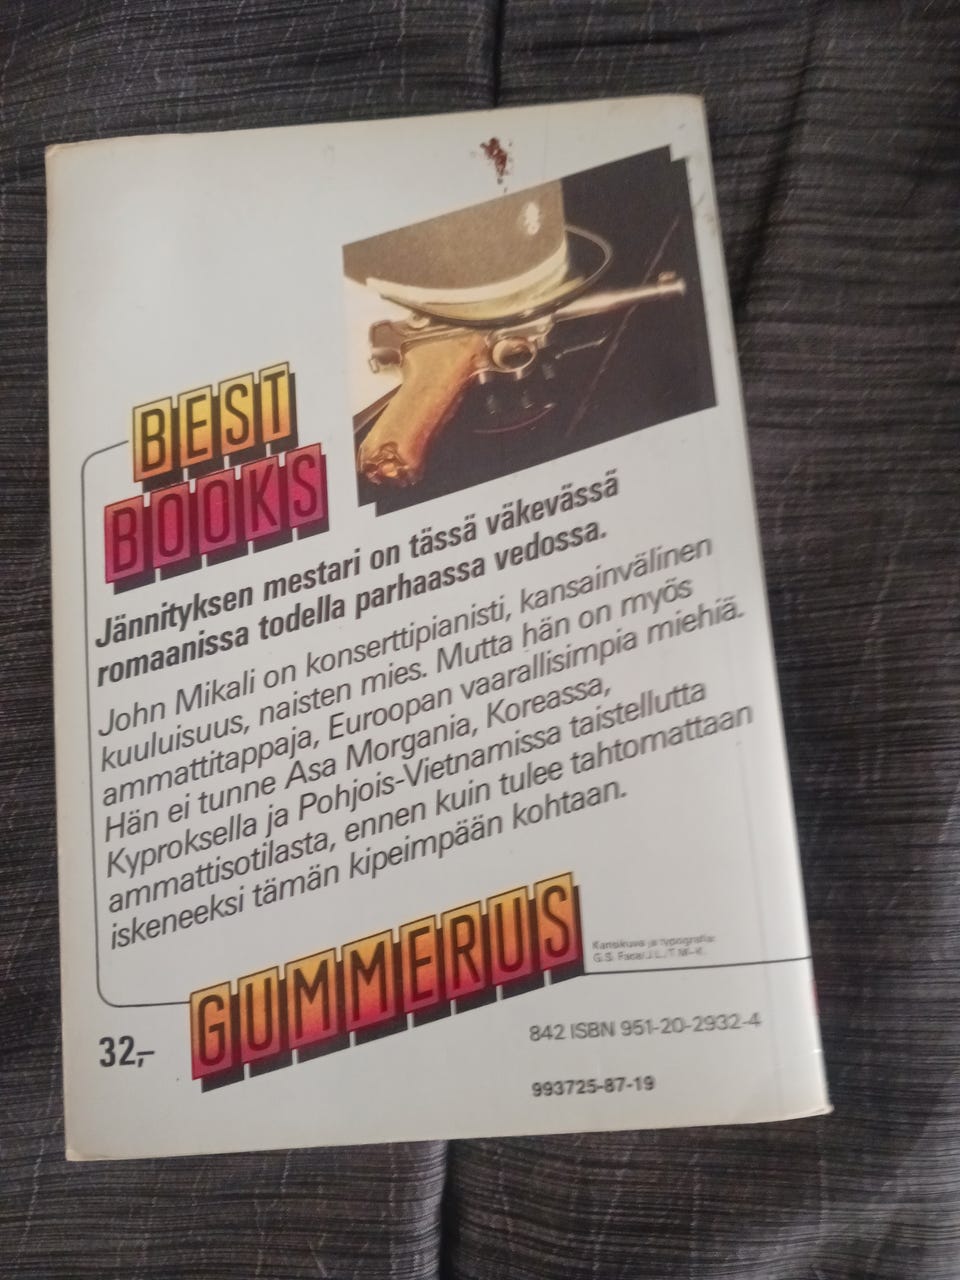 BEST
BOOKS
Jännityksen mestari on tässä väkevässä
romaanissa todella parhaassa vedossa.
John Mikali on konserttipianisti, kansainvälinen
kuuluisuus, naisten mies. Mutta hän on myös
ammattitappaja, Euroopan vaarallisimpia miehiä.
Hän ei tunne Asa Morgania, Koreassa,
Kyproksella ja Pohjois-Vietnamissa taistellutta
ammattisotilasta, ennen kuin tulee tahtomattaan
iskeneeksi tämän kipeimpään kohtaan.
GUMMERUS
Kansikuva ja typografia:
G.S.
32,–
842 ISBN 951-20-2932-4
993725-87-19